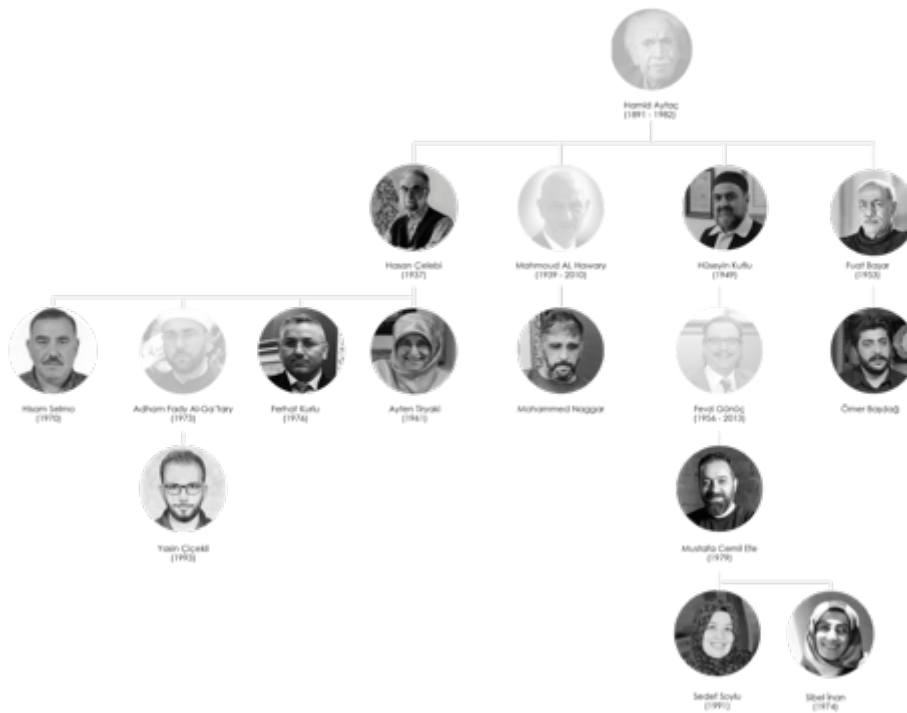 Hamid Aytaç
(1891 - 1982)
Hasan Çelebi
(1937)
Mahmoud AL Hawary
(1939 - 2010)
Hüseyin Kutlu
(1949)
Fuat Başar
(1953)
Hisam Selmo
(1970)
Adham Fady Al-Ga'fary
(1973)
Ferhat Kurlu
(1976)
Ayten Tiryaki
(1961)
Mohammed Naggar
Fevzi Günüç
(1956 - 2013)
Ömer Başdağ
Yasin Çiçekli
(1993)
Mustafa Cemil Efe
(1979)
Sedef Soylu
(1991)
Sibel İnan
(1974)